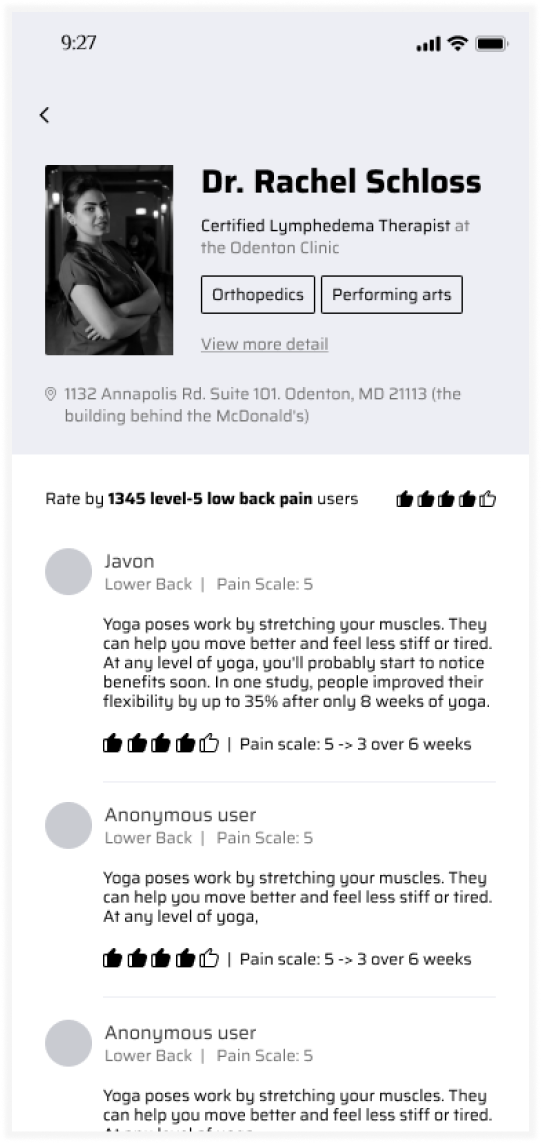 9:27
Dr. Rachel Schloss
Certified Lymphedema Therapist at
the Odenton Clinic
Orthopedics
Performing arts
View more detail
1132 Annapolis Rd. Suite 101. Odenton, MD 21113 (the
building behind the McDonald's)
Rate by 1345 level-5 low back pain users
Javon
Lower Back | Pain Scale: 5
Yoga poses work by stretching your muscles. They
can help you move better and feel less stiff or tired.
At any level of yoga, you'll probably start to notice
benefits soon. In one study, people improved their
flexibility by up to 35% after only 8 weeks of yoga.
| Pain scale: 5 -> 3 over 6 weeks
Anonymous user
Lower Back | Pain Scale: 5
Yoga poses work by stretching your muscles. They
can help you move better and feel less stiff or tired.
At any level of yoga,
| Pain scale: 5 -> 3 over 6 weeks
Anonymous user
Lower Back | Pain Scale: 5
Yoga poses work by stretching your muscles. They
can help you move better and feel less stiff or tired.